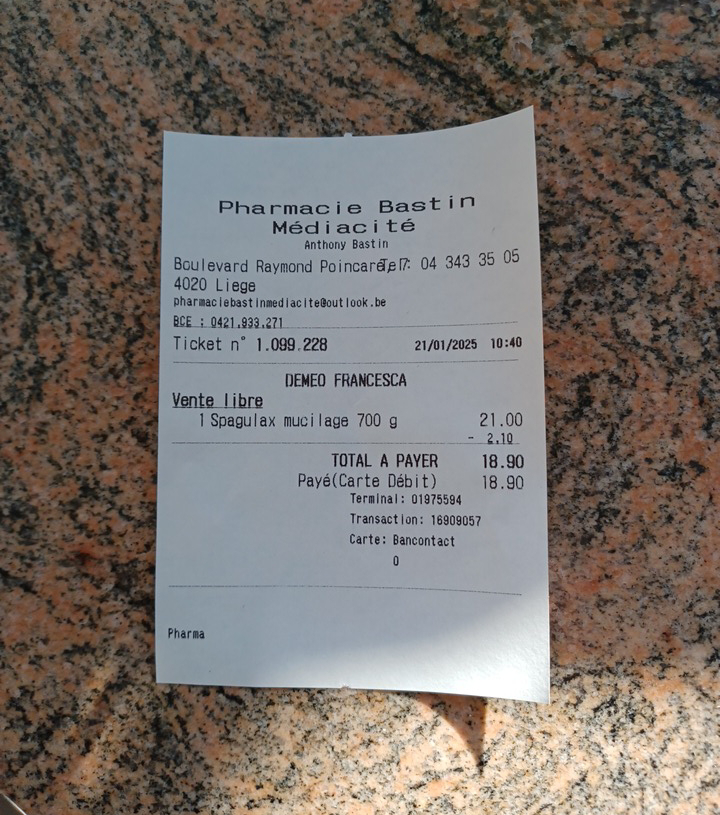 Pharmacie Bastin
Médiacité
Anthony Bastin
Boulevard Raymond Poincaré, 7 Tel: 04 343 35 05
4020 Liege
pharmaciebastinmediacite@outlook.be
BCE : 0421.933.271
Ticket n° 1.099.228 21/01/2025 10:40
DEMEO FRANCESCA
Vente libre
1 Spagulax mucilage 700 g 21.00
- 2.10
TOTAL A PAYER 18.90
Payé(Carte Débit) 18.90
Terminal: 01975594
Transaction: 16909057
Carte: Bancontact
0
Pharma